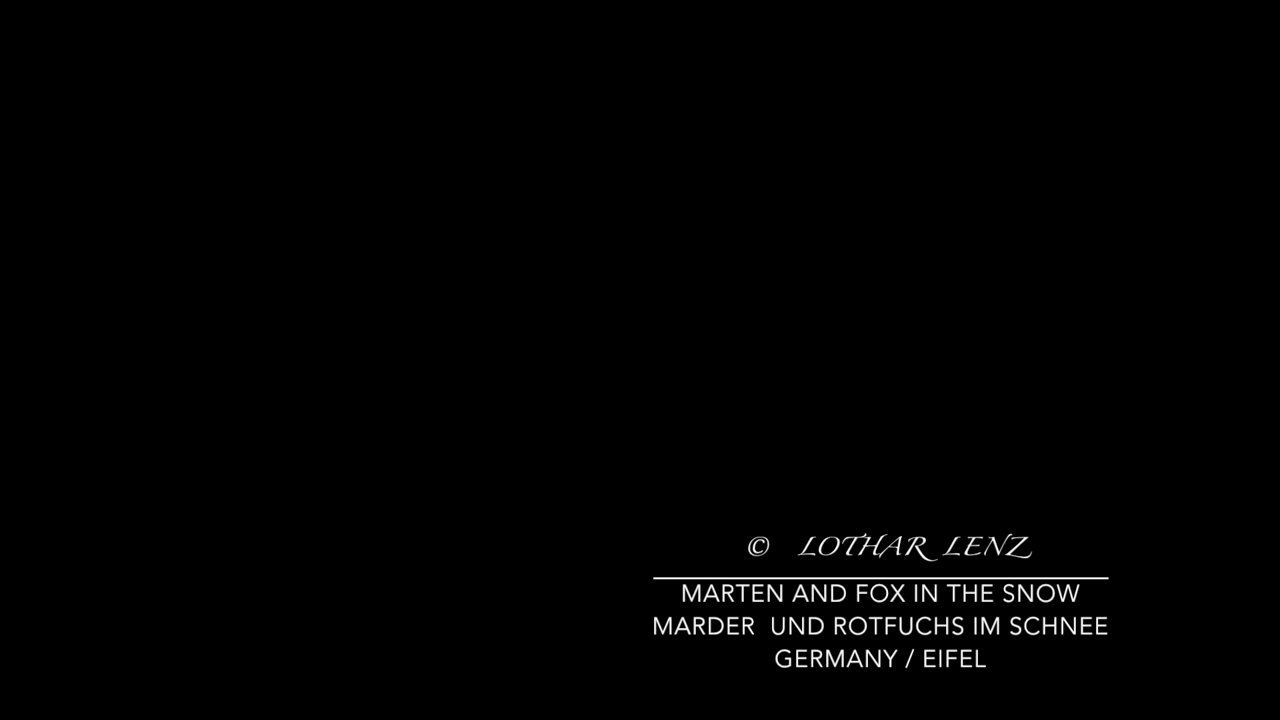 © LOTHAR LENZ
MARTEN AND FOX IN THE SNOW
MARDER UND ROTFUCHS IM SCHNEE
GERMANY / EIFEL